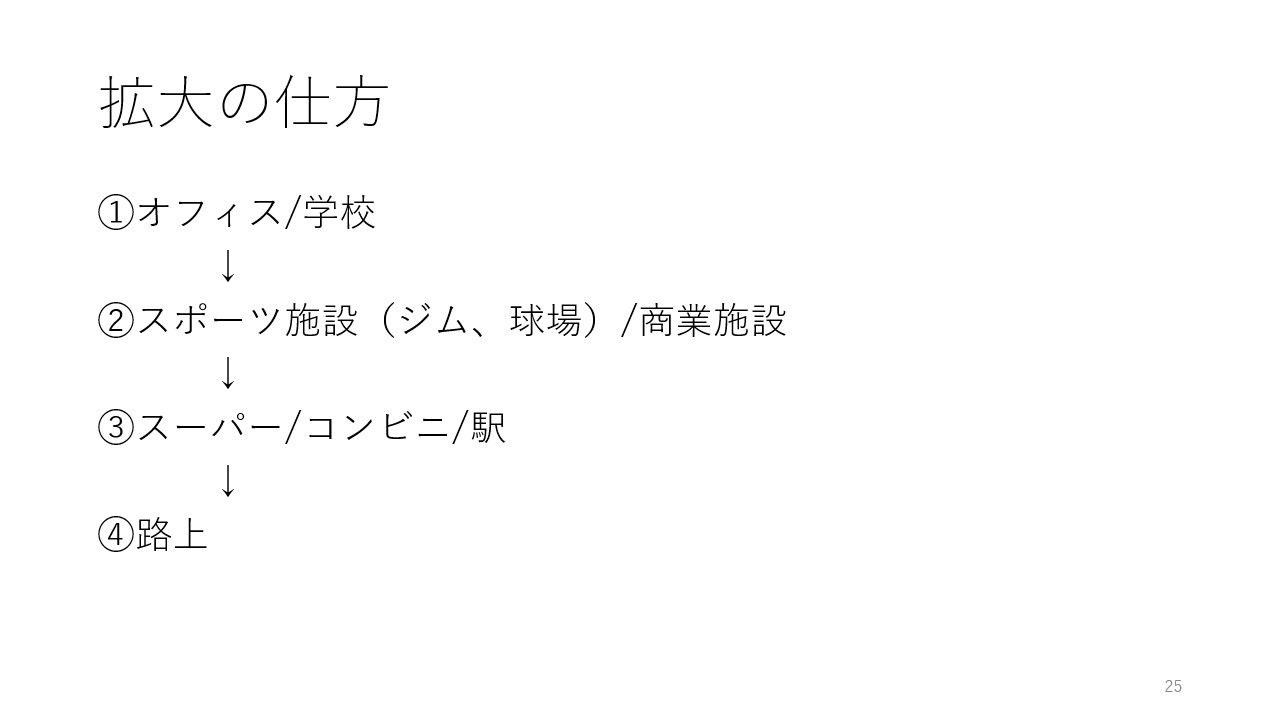 拡大の仕方
①オフィス/学校
↓
②スポーツ施設（ジム、球場）/商業施設
↓
③スーパー/コンビニ/駅
↓
④路上
25